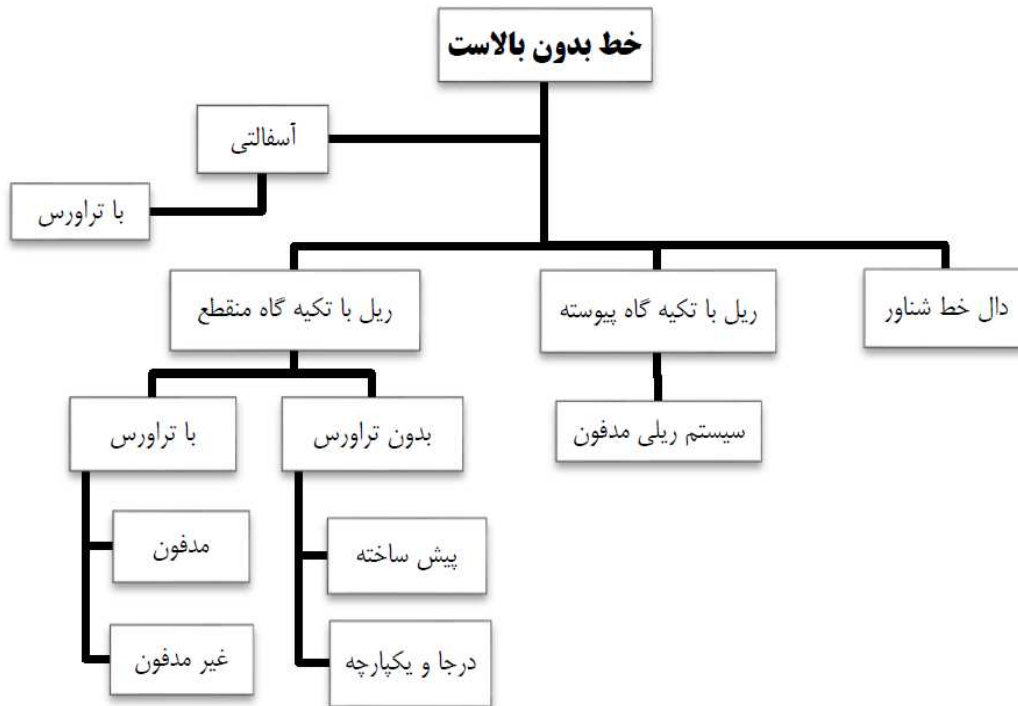 خط بدون بالاست
آسفالتی
با تراورس
دال خط شناور
ریل با تکیه گاه پیوسته
ریل با تکیه گاه منقطع
سیستم ریلی مدفون
بدون تراورس
با تراورس
پیش ساخته
مدفون
درجا و یکپارچه
غیر مدفون